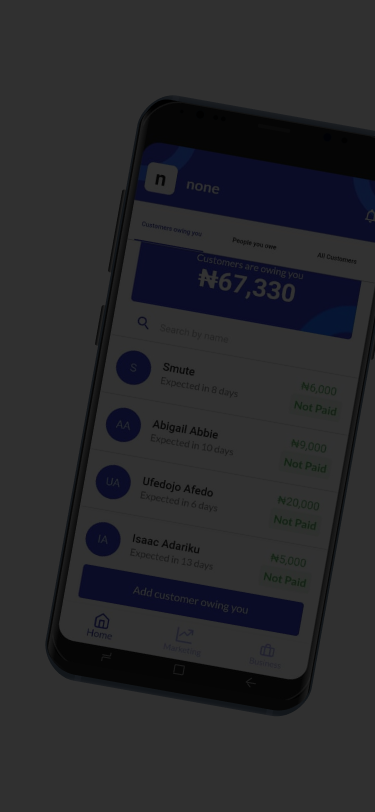 n none
Customers owing you People you owe All Customers
Customers are owing you
₦67,330
Search by name
S Smute ₦6,000
Expected in 8 days Not Paid
AA Abigail Abbie ₦9,000
Expected in 10 days Not Paid
UA Ufedojo Afedo ₦20,000
Expected in 6 days Not Paid
IA Isaac Adariku ₦5,000
Expected in 13 days Not Paid
Add customer owing you
Home Marketing Business